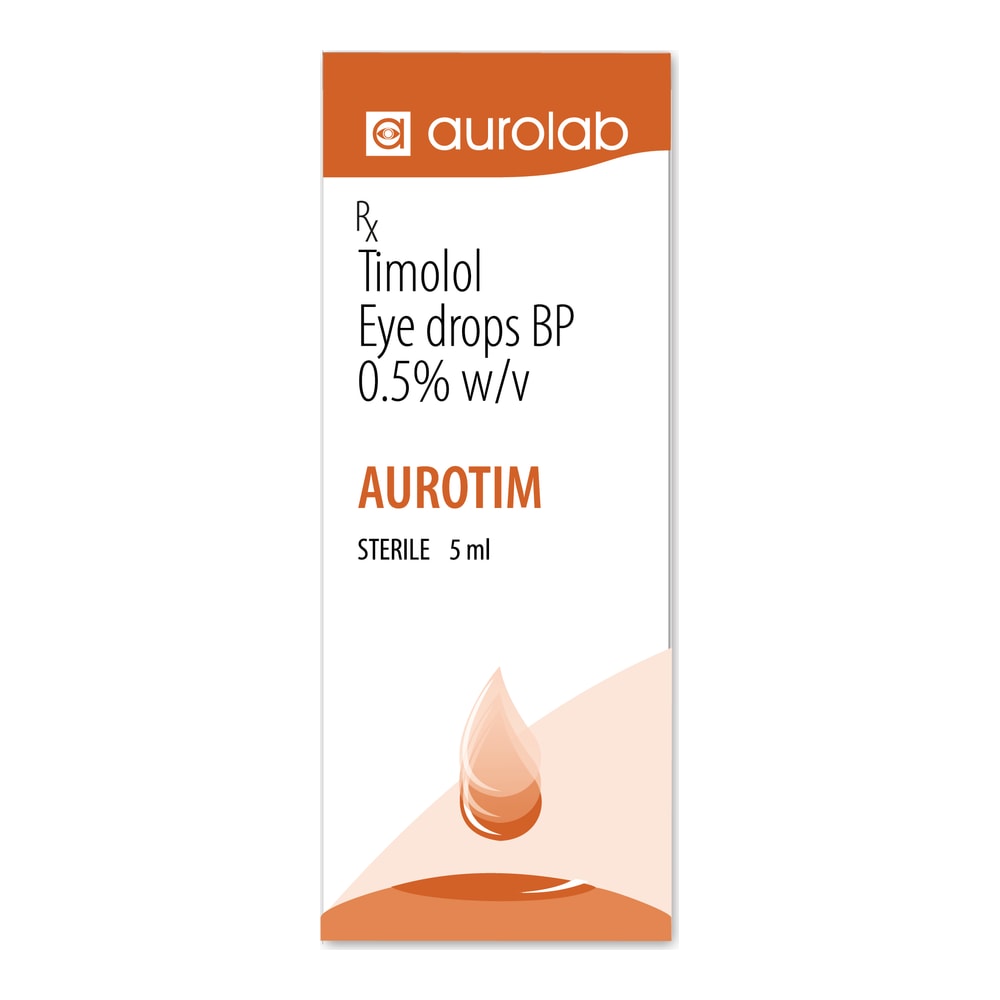 aurolab
Rx
Timolol
Eye drops BP
0.5% w/v
AUROTIM
STERILE 5 ml